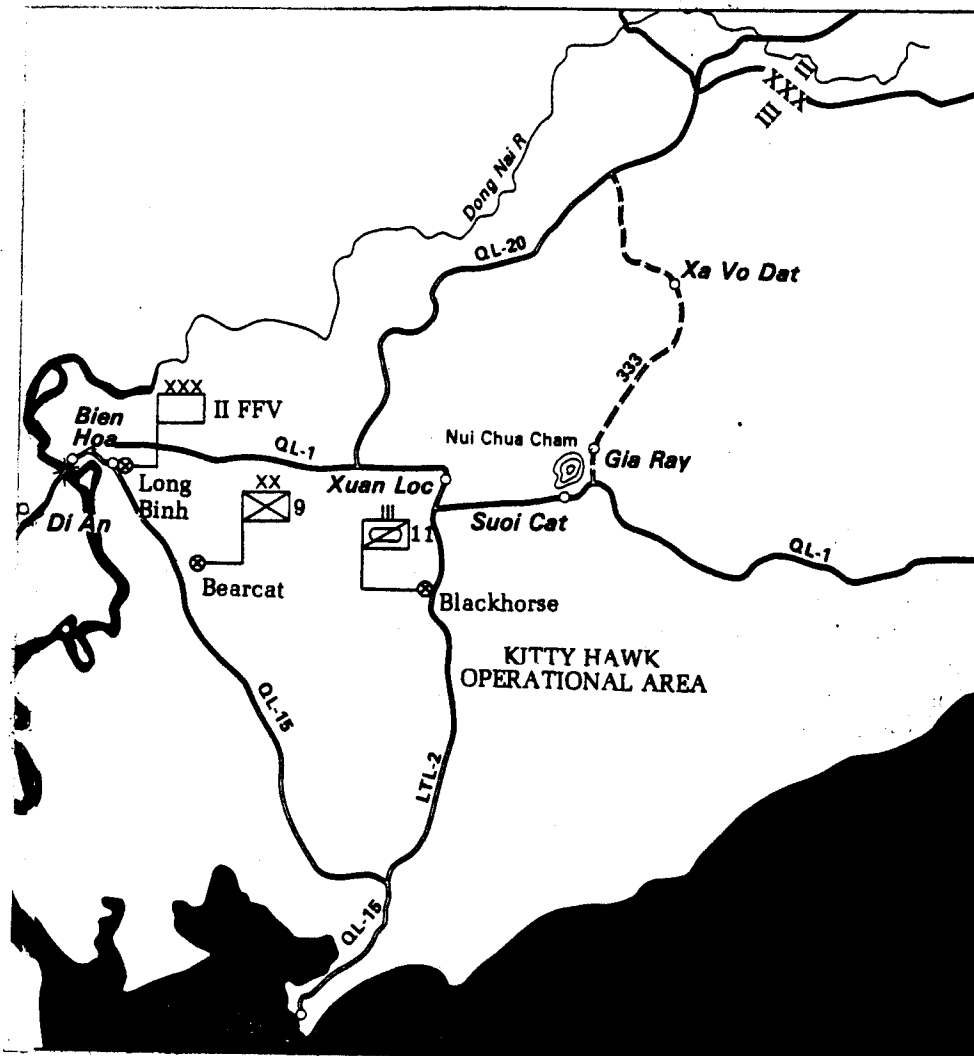 II
XXX
III
Dong Nai R
QL-20
Xa Vo Dat
333
XXX
II FFV
Bien
Hoa
QL-1
Nui Chua Cham
Gia Ray
Long
Binh
Xuan Loc
XX
9
III
11
Suoi Cat
Di An
QL-1
Bearcat
Blackhorse
KITTY HAWK
OPERATIONAL AREA
QL-15
LTL-2
QL-15